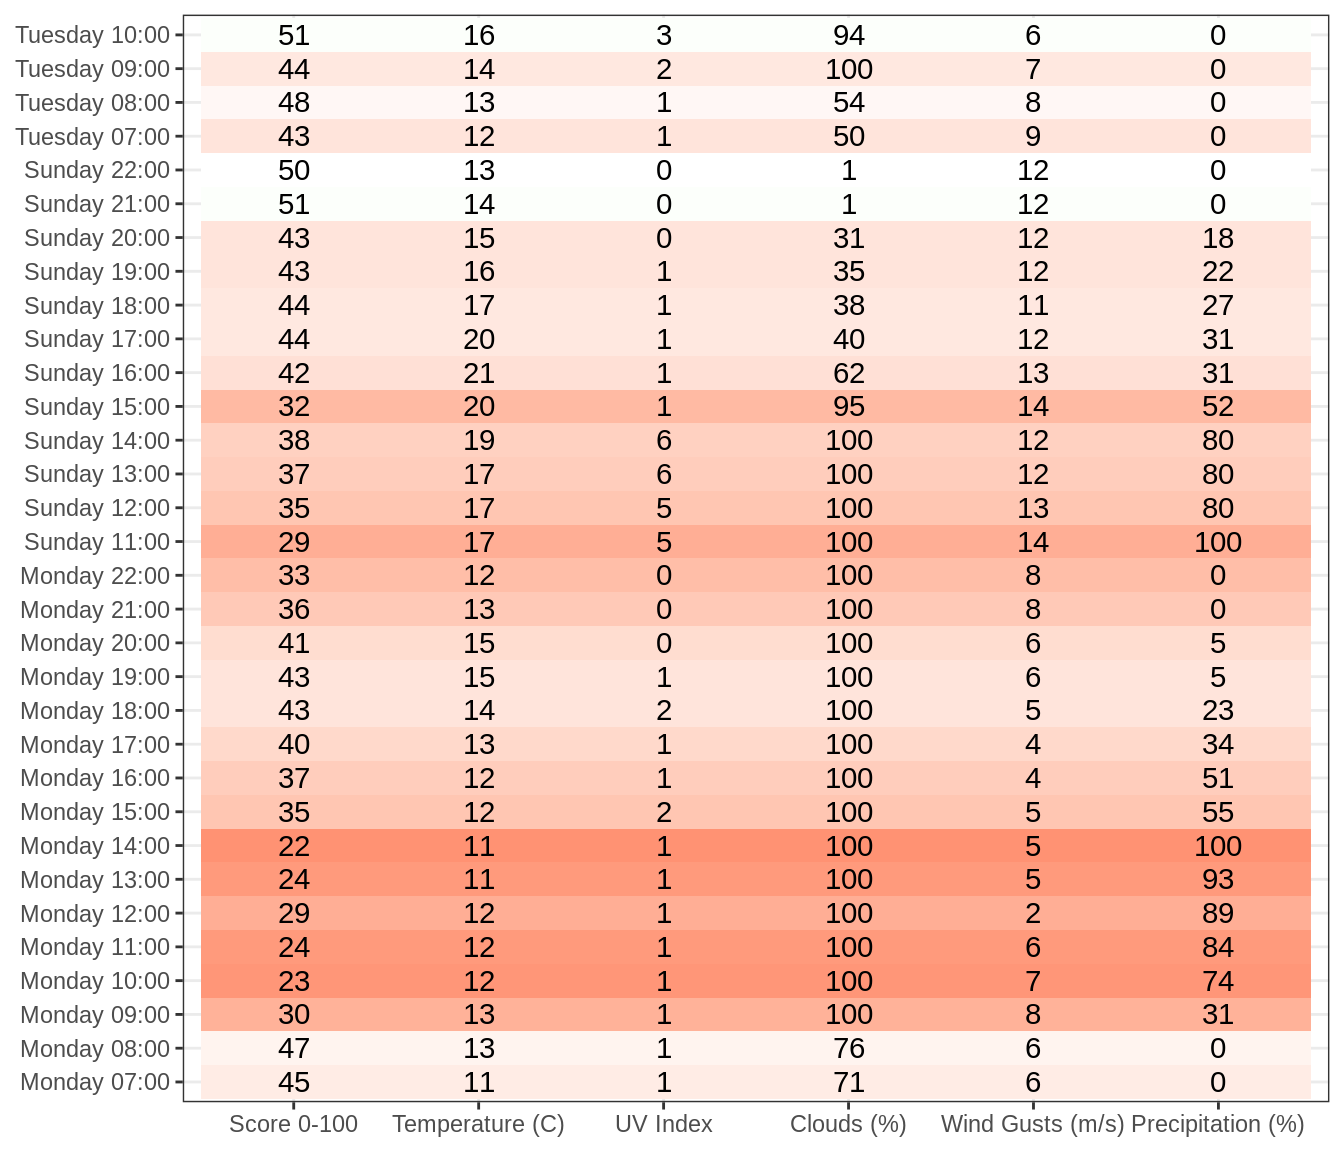 Tuesday 10:00 51 16 3 94 6 0
Tuesday 09:00 44 14 2 100 7 0
Tuesday 08:00 48 13 1 54 8 0
Tuesday 07:00 43 12 1 50 9 0
Sunday 22:00 50 13 0 1 12 0
Sunday 21:00 51 14 0 1 12 0
Sunday 20:00 43 15 0 31 12 18
Sunday 19:00 43 16 1 35 12 22
Sunday 18:00 44 17 1 38 11 27
Sunday 17:00 44 20 1 40 12 31
Sunday 16:00 42 21 1 62 13 31
Sunday 15:00 32 20 1 95 14 52
Sunday 14:00 38 19 6 100 12 80
Sunday 13:00 37 17 6 100 12 80
Sunday 12:00 35 17 5 100 13 80
Sunday 11:00 29 17 5 100 14 100
Monday 22:00 33 12 0 100 8 0
Monday 21:00 36 13 0 100 8 0
Monday 20:00 41 15 0 100 6 5
Monday 19:00 43 15 1 100 6 5
Monday 18:00 43 14 2 100 5 23
Monday 17:00 40 13 1 100 4 34
Monday 16:00 37 12 1 100 4 51
Monday 15:00 35 12 2 100 5 55
Monday 14:00 22 11 1 100 5 100
Monday 13:00 24 11 1 100 5 93
Monday 12:00 29 12 1 100 2 89
Monday 11:00 24 12 1 100 6 84
Monday 10:00 23 12 1 100 7 74
Monday 09:00 30 13 1 100 8 31
Monday 08:00 47 13 1 76 6 0
Monday 07:00 45 11 1 71 6 0
Score 0-100 Temperature (C) UV Index Clouds (%) Wind Gusts (m/s) Precipitation (%)